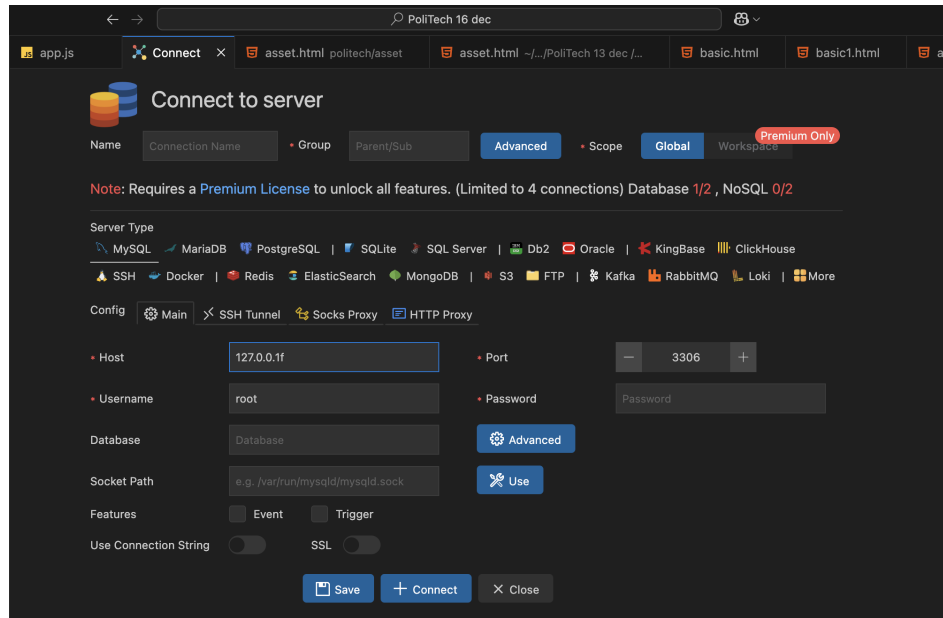 PoliTech 16 dec
JS app.js Connect asset.html politech/asset asset.html ~/.../PoliTech 13 dec /... basic.html basic1.html a
Connect to server
Name Connection Name * Group Parent/Sub Advanced * Scope Global Workspace Premium Only
Note: Requires a Premium License to unlock all features. (Limited to 4 connections) Database 1/2 , NoSQL 0/2
Server Type
MySQL MariaDB PostgreSQL | SQLite SQL Server | Db2 Oracle | KingBase ClickHouse
SSH Docker | Redis ElasticSearch MongoDB | S3 FTP | Kafka RabbitMQ Loki | More
Config Main SSH Tunnel Socks Proxy HTTP Proxy
* Host 127.0.0.1f * Port − 3306 +
* Username root * Password Password
Database Database Advanced
Socket Path e.g. /var/run/mysqld/mysqld.sock Use
Features Event Trigger
Use Connection String SSL
Save + Connect × Close